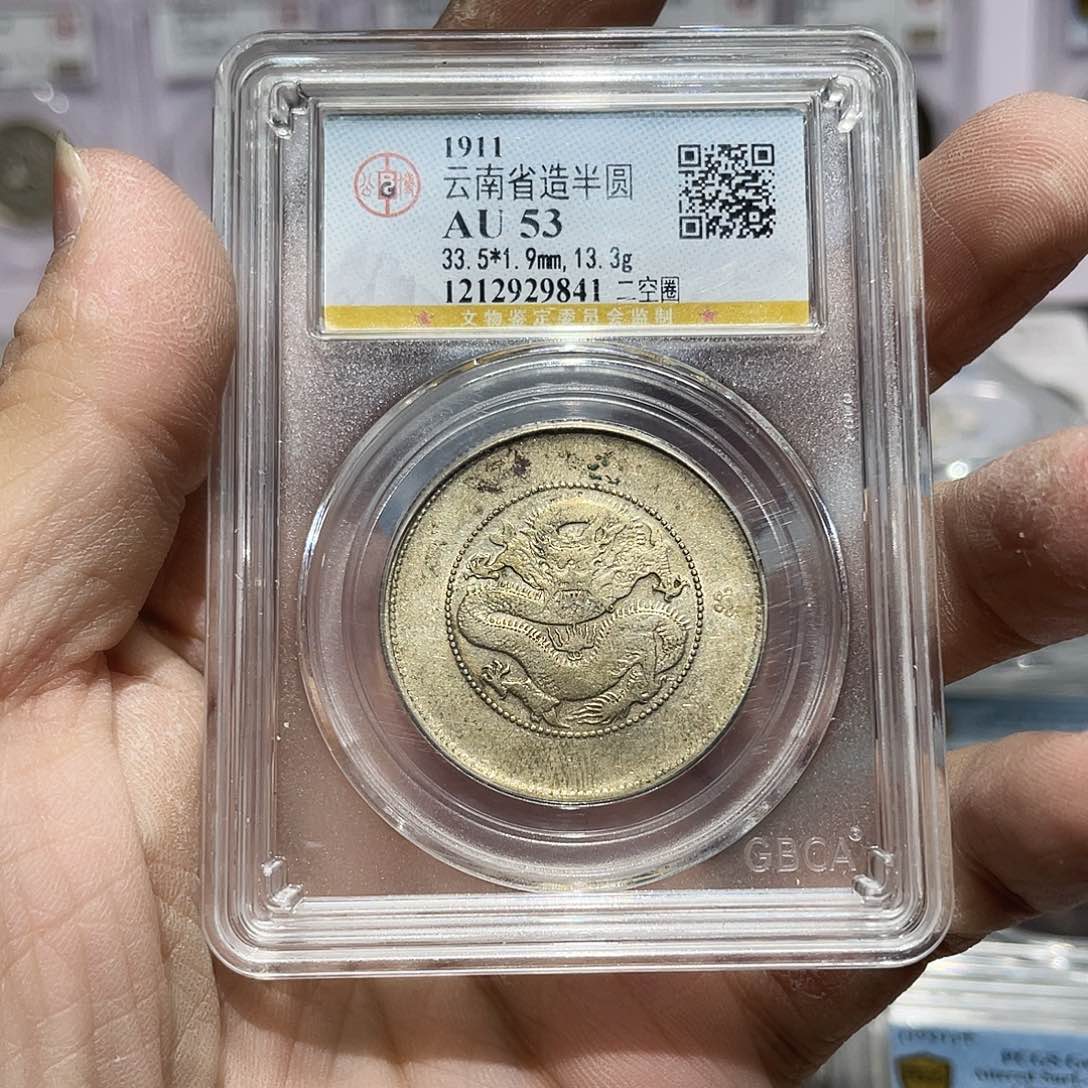 1911
云南省造半圆
AU 53
33.5*1.9mm,13.3g
1212929841 二空圈
文物鉴定委员会监制
公 G
GBCA